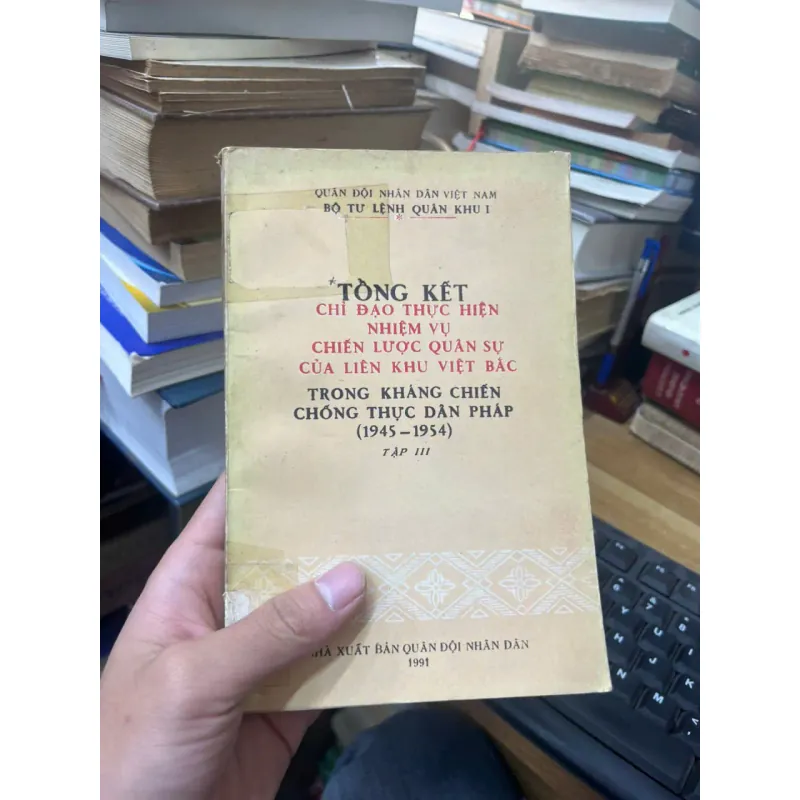 QUÂN ĐỘI NHÂN DÂN VIỆT NAM
BỘ TƯ LỆNH QUÂN KHU I
*TỔNG KẾT
CHỈ ĐẠO THỰC HIỆN
NHIỆM VỤ
CHIẾN LƯỢC QUÂN SỰ
CỦA LIÊN KHU VIỆT BẮC
TRONG KHÁNG CHIẾN
CHỐNG THỰC DÂN PHÁP
(1945-1954)
TẬP III
HÀ XUẤT BẢN QUÂN ĐỘI NHÂN DÂN
1991